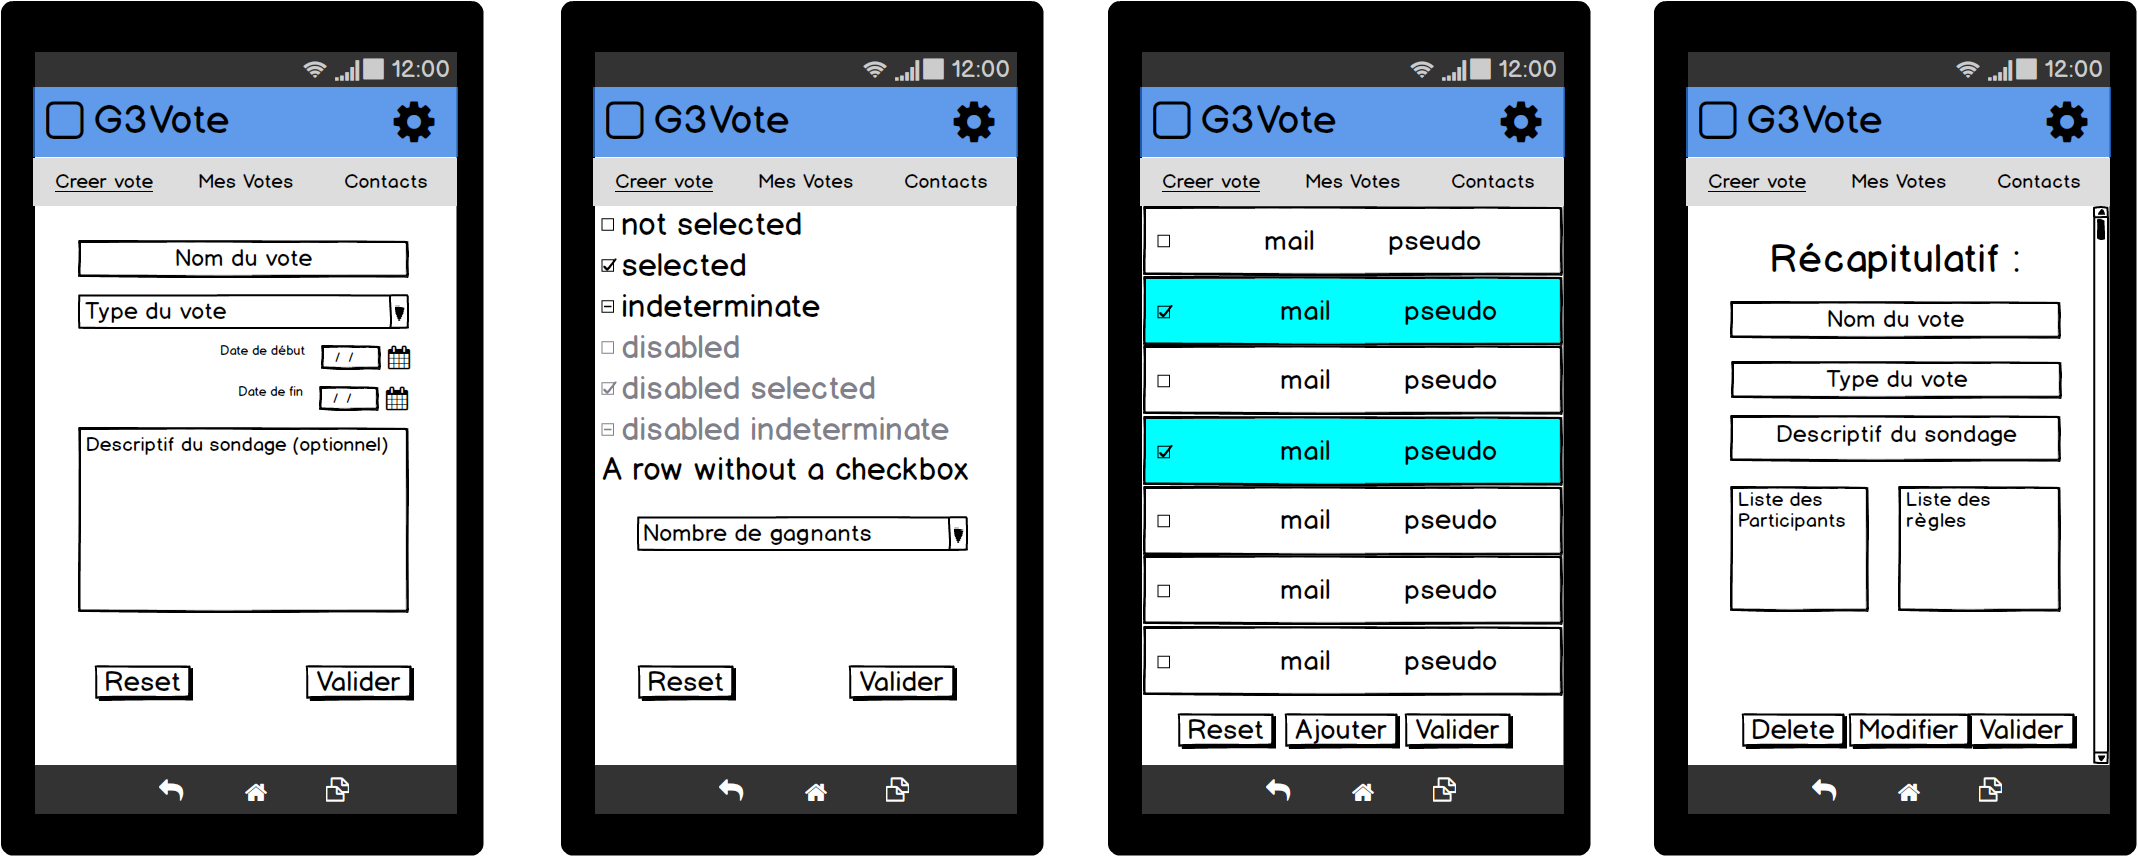 12:00
G3Vote
Creer vote Mes Votes Contacts
Nom du vote
Type du vote
Date de début / /
Date de fin / /
Descriptif du sondage (optionnel)
Reset Valider
12:00
G3Vote
Creer vote Mes Votes Contacts
not selected
selected
indeterminate
disabled
disabled selected
disabled indeterminate
A row without a checkbox
Nombre de gagnants
Reset Valider
12:00
G3Vote
Creer vote Mes Votes Contacts
mail pseudo
mail pseudo
mail pseudo
mail pseudo
mail pseudo
mail pseudo
mail pseudo
Reset Ajouter Valider
12:00
G3Vote
Creer vote Mes Votes Contacts
Récapitulatif :
Nom du vote
Type du vote
Descriptif du sondage
Liste des
Participants
Liste des
règles
Delete Modifier Valider